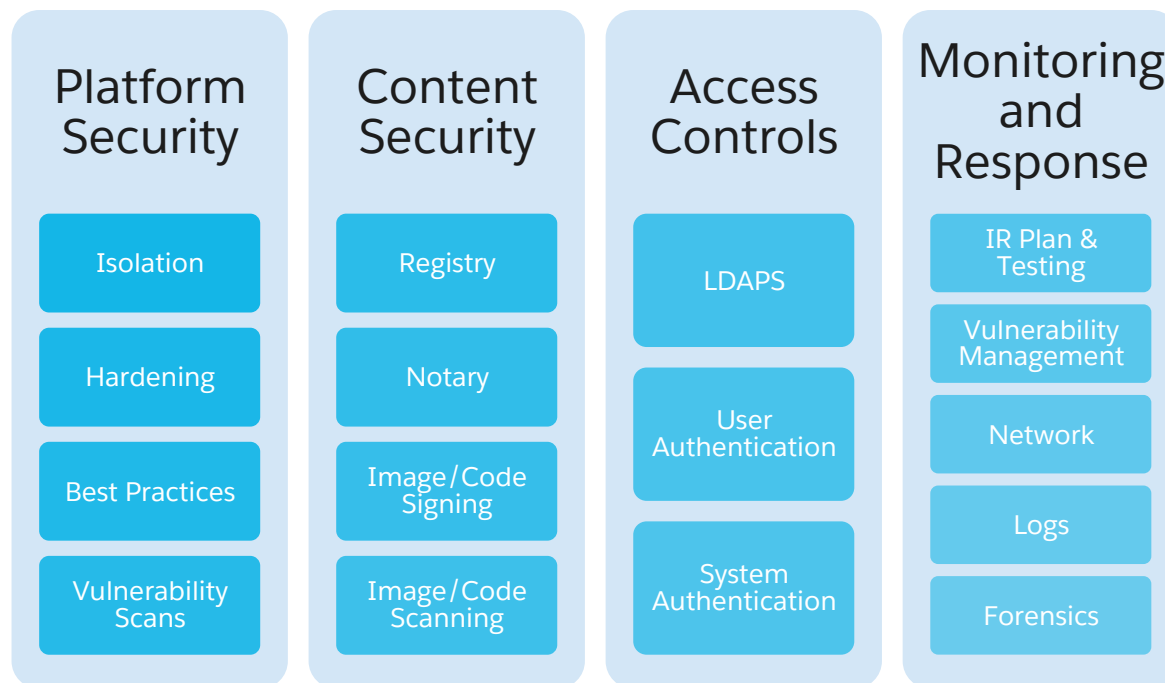 Platform
Security
Isolation
Hardening
Best Practices
Vulnerability
Scans
Content
Security
Registry
Notary
Image/Code
Signing
Image/Code
Scanning
Access
Controls
LDAPS
User
Authentication
System
Authentication
Monitoring
and
Response
IR Plan &
Testing
Vulnerability
Management
Network
Logs
Forensics